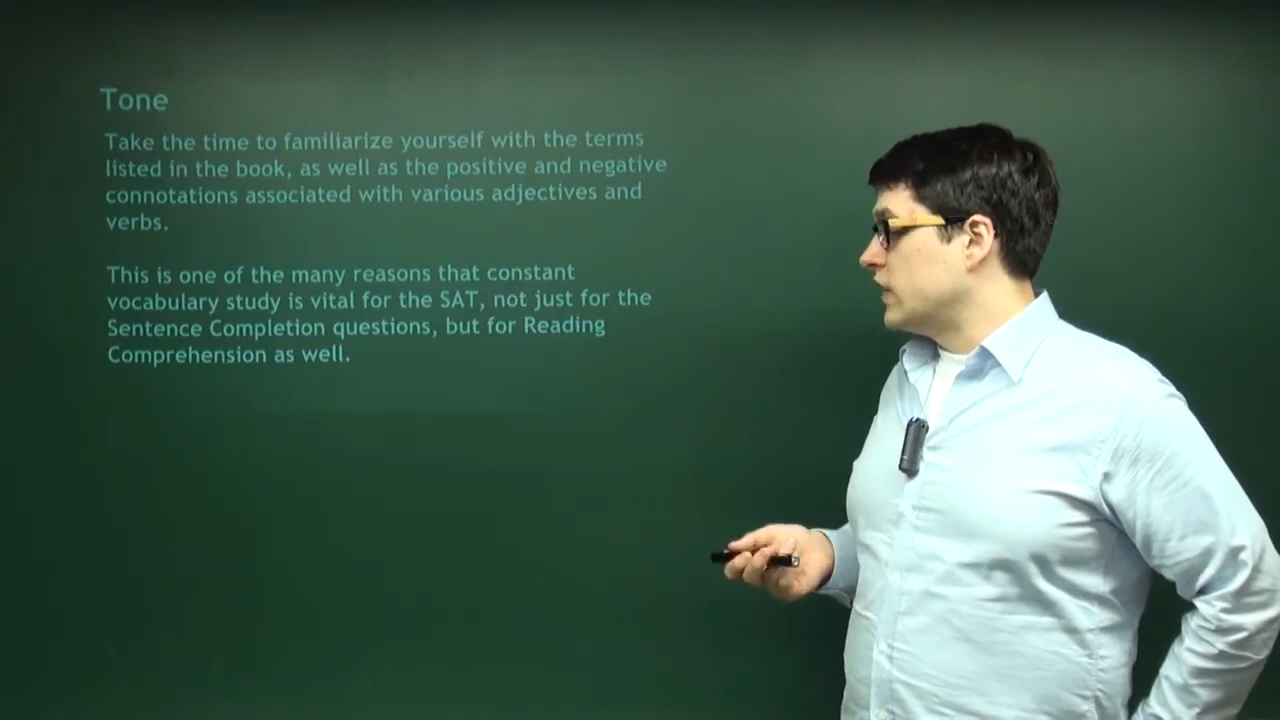 Tone
Take the time to familiarize yourself with the terms
listed in the book, as well as the positive and negative
connotations associated with various adjectives and
verbs.
This is one of the many reasons that constant
vocabulary study is vital for the SAT, not just for the
Sentence Completion questions, but for Reading
Comprehension as well.